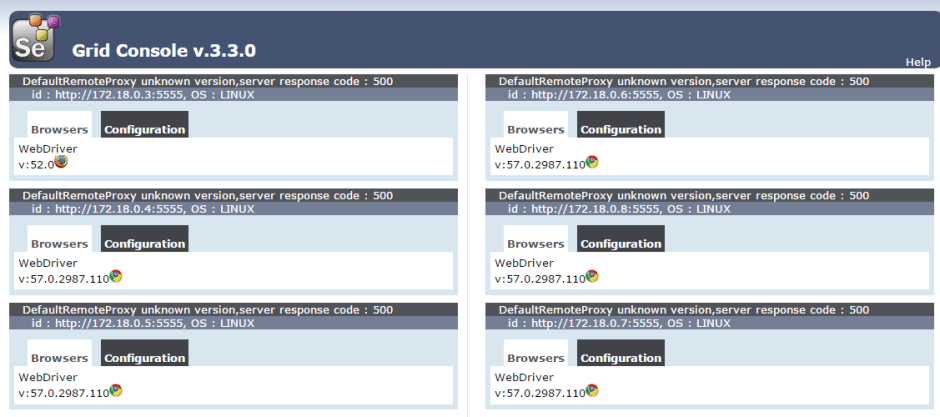 Se
Grid Console v.3.3.0
Help
DefaultRemoteProxy unknown version,server response code : 500
id : http://172.18.0.3:5555, OS : LINUX
Browsers Configuration
WebDriver
v:52.0
DefaultRemoteProxy unknown version,server response code : 500
id : http://172.18.0.4:5555, OS : LINUX
Browsers Configuration
WebDriver
v:57.0.2987.110
DefaultRemoteProxy unknown version,server response code : 500
id : http://172.18.0.5:5555, OS : LINUX
Browsers Configuration
WebDriver
v:57.0.2987.110
DefaultRemoteProxy unknown version,server response code : 500
id : http://172.18.0.6:5555, OS : LINUX
Browsers Configuration
WebDriver
v:57.0.2987.110
DefaultRemoteProxy unknown version,server response code : 500
id : http://172.18.0.8:5555, OS : LINUX
Browsers Configuration
WebDriver
v:57.0.2987.110
DefaultRemoteProxy unknown version,server response code : 500
id : http://172.18.0.7:5555, OS : LINUX
Browsers Configuration
WebDriver
v:57.0.2987.110